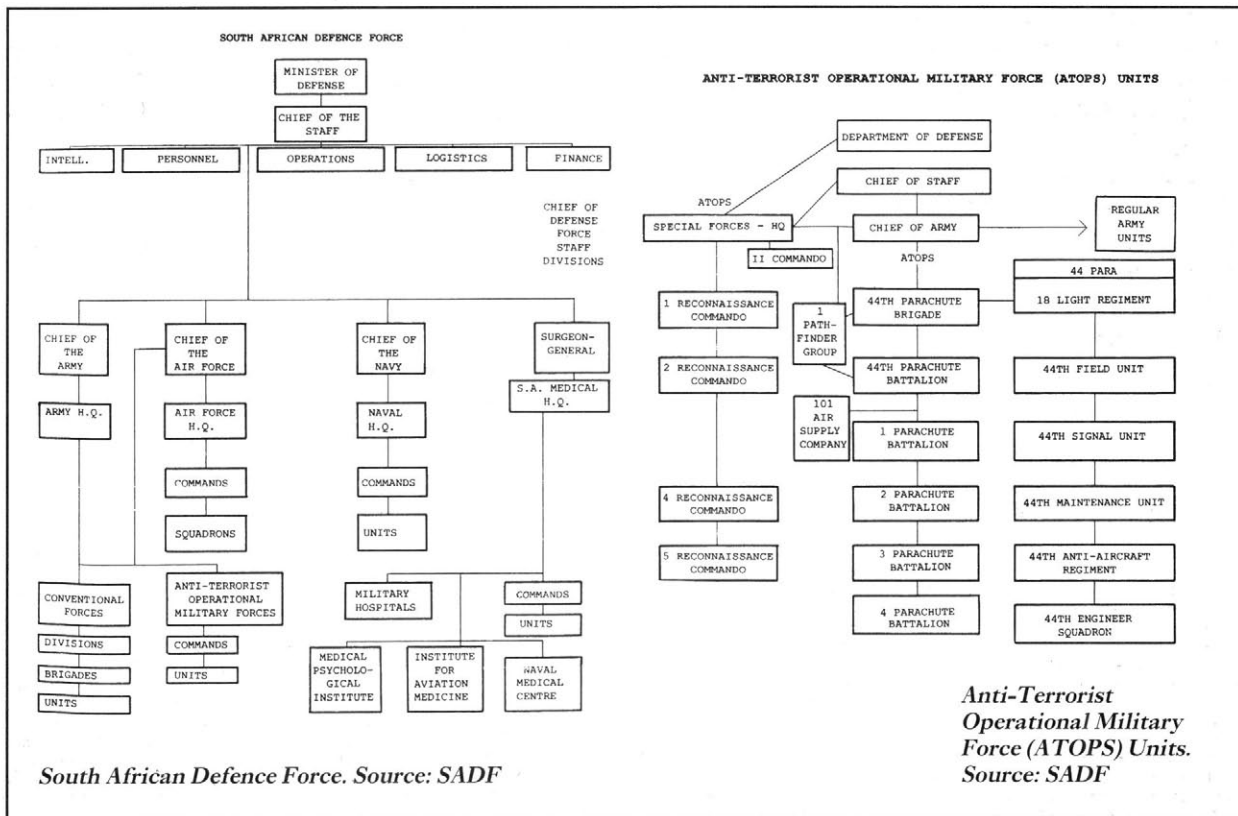 SOUTH AFRICAN DEFENCE FORCE
MINISTER OF
DEFENSE
CHIEF OF THE
STAFF
INTELL.
PERSONNEL
OPERATIONS
LOGISTICS
FINANCE
CHIEF OF
DEFENSE
FORCE
STAFF
DIVISIONS
CHIEF OF
THE
ARMY
CHIEF OF
THE
AIR FORCE
CHIEF OF
THE
NAVY
SURGEON-
GENERAL
S.A. MEDICAL
H.Q.
ARMY H.Q.
AIR FORCE
H.Q.
NAVAL
H.Q.
COMMANDS
COMMANDS
SQUADRONS
UNITS
CONVENTIONAL
FORCES
ANTI-TERRORIST
OPERATIONAL
MILITARY FORCES
MILITARY
HOSPITALS
COMMANDS
UNITS
DIVISIONS
COMMANDS
BRIGADES
UNITS
UNITS
MEDICAL
PSYCHOLO-
GICAL
INSTITUTE
INSTITUTE
FOR
AVIATION
MEDICINE
NAVAL
MEDICAL
CENTRE
South African Defence Force. Source: SADF
ANTI-TERRORIST OPERATIONAL MILITARY FORCE (ATOPS) UNITS
DEPARTMENT OF DEFENSE
CHIEF OF STAFF
ATOPS
SPECIAL FORCES - HQ
CHIEF OF ARMY
REGULAR
ARMY
UNITS
II COMMANDO
ATOPS
44 PARA
18 LIGHT REGIMENT
1 RECONNAISSANCE
COMMANDO
1
PATH-
FINDER
GROUP
44TH PARACHUTE
BRIGADE
2 RECONNAISSANCE
COMMANDO
44TH PARACHUTE
BATTALION
44TH FIELD UNIT
101
AIR
SUPPLY
COMPANY
1 PARACHUTE
BATTALION
44TH SIGNAL UNIT
4 RECONNAISSANCE
COMMANDO
2 PARACHUTE
BATTALION
44TH MAINTENANCE UNIT
5 RECONNAISSANCE
COMMANDO
3 PARACHUTE
BATTALION
44TH ANTI-AIRCRAFT
REGIMENT
4 PARACHUTE
BATTALION
44TH ENGINEER
SQUADRON
Anti-Terrorist
Operational Military
Force (ATOPS) Units.
Source: SADF